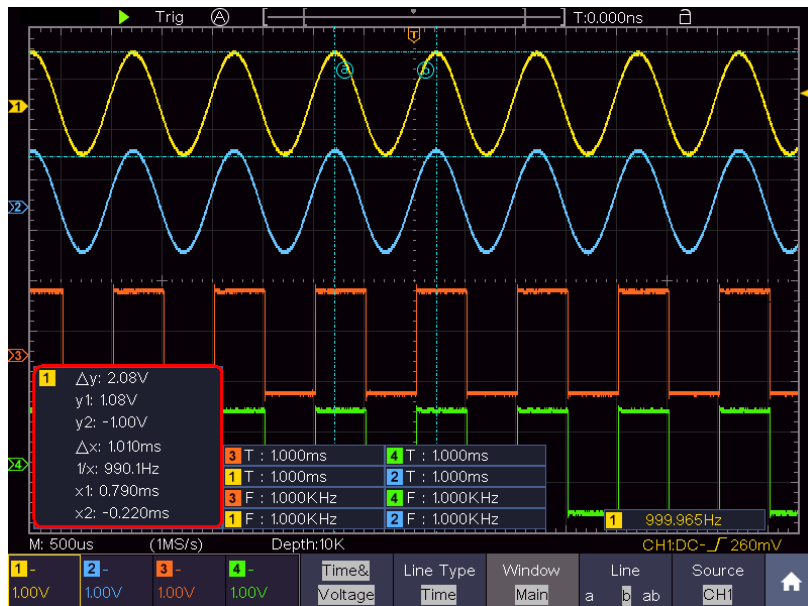 Trig A T:0.000ns
T
a b
1
2
3
4
1 △y: 2.08V
y1: 1.08V
y2: -1.00V
△x: 1.010ms
1/x: 990.1Hz
x1: 0.790ms
x2: -0.220ms
3 T : 1.000ms 4 T : 1.000ms
1 T : 1.000ms 2 T : 1.000ms
3 F : 1.000KHz 4 F : 1.000KHz
1 F : 1.000KHz 2 F : 1.000KHz
1 999.965Hz
M: 500us (1MS/s) Depth:10K CH1:DC- 260mV
1 - 2 - 3 - 4 - Time& Line Type Window Line Source
1.00V 1.00V 1.00V 1.00V Voltage Time Main a b ab CH1